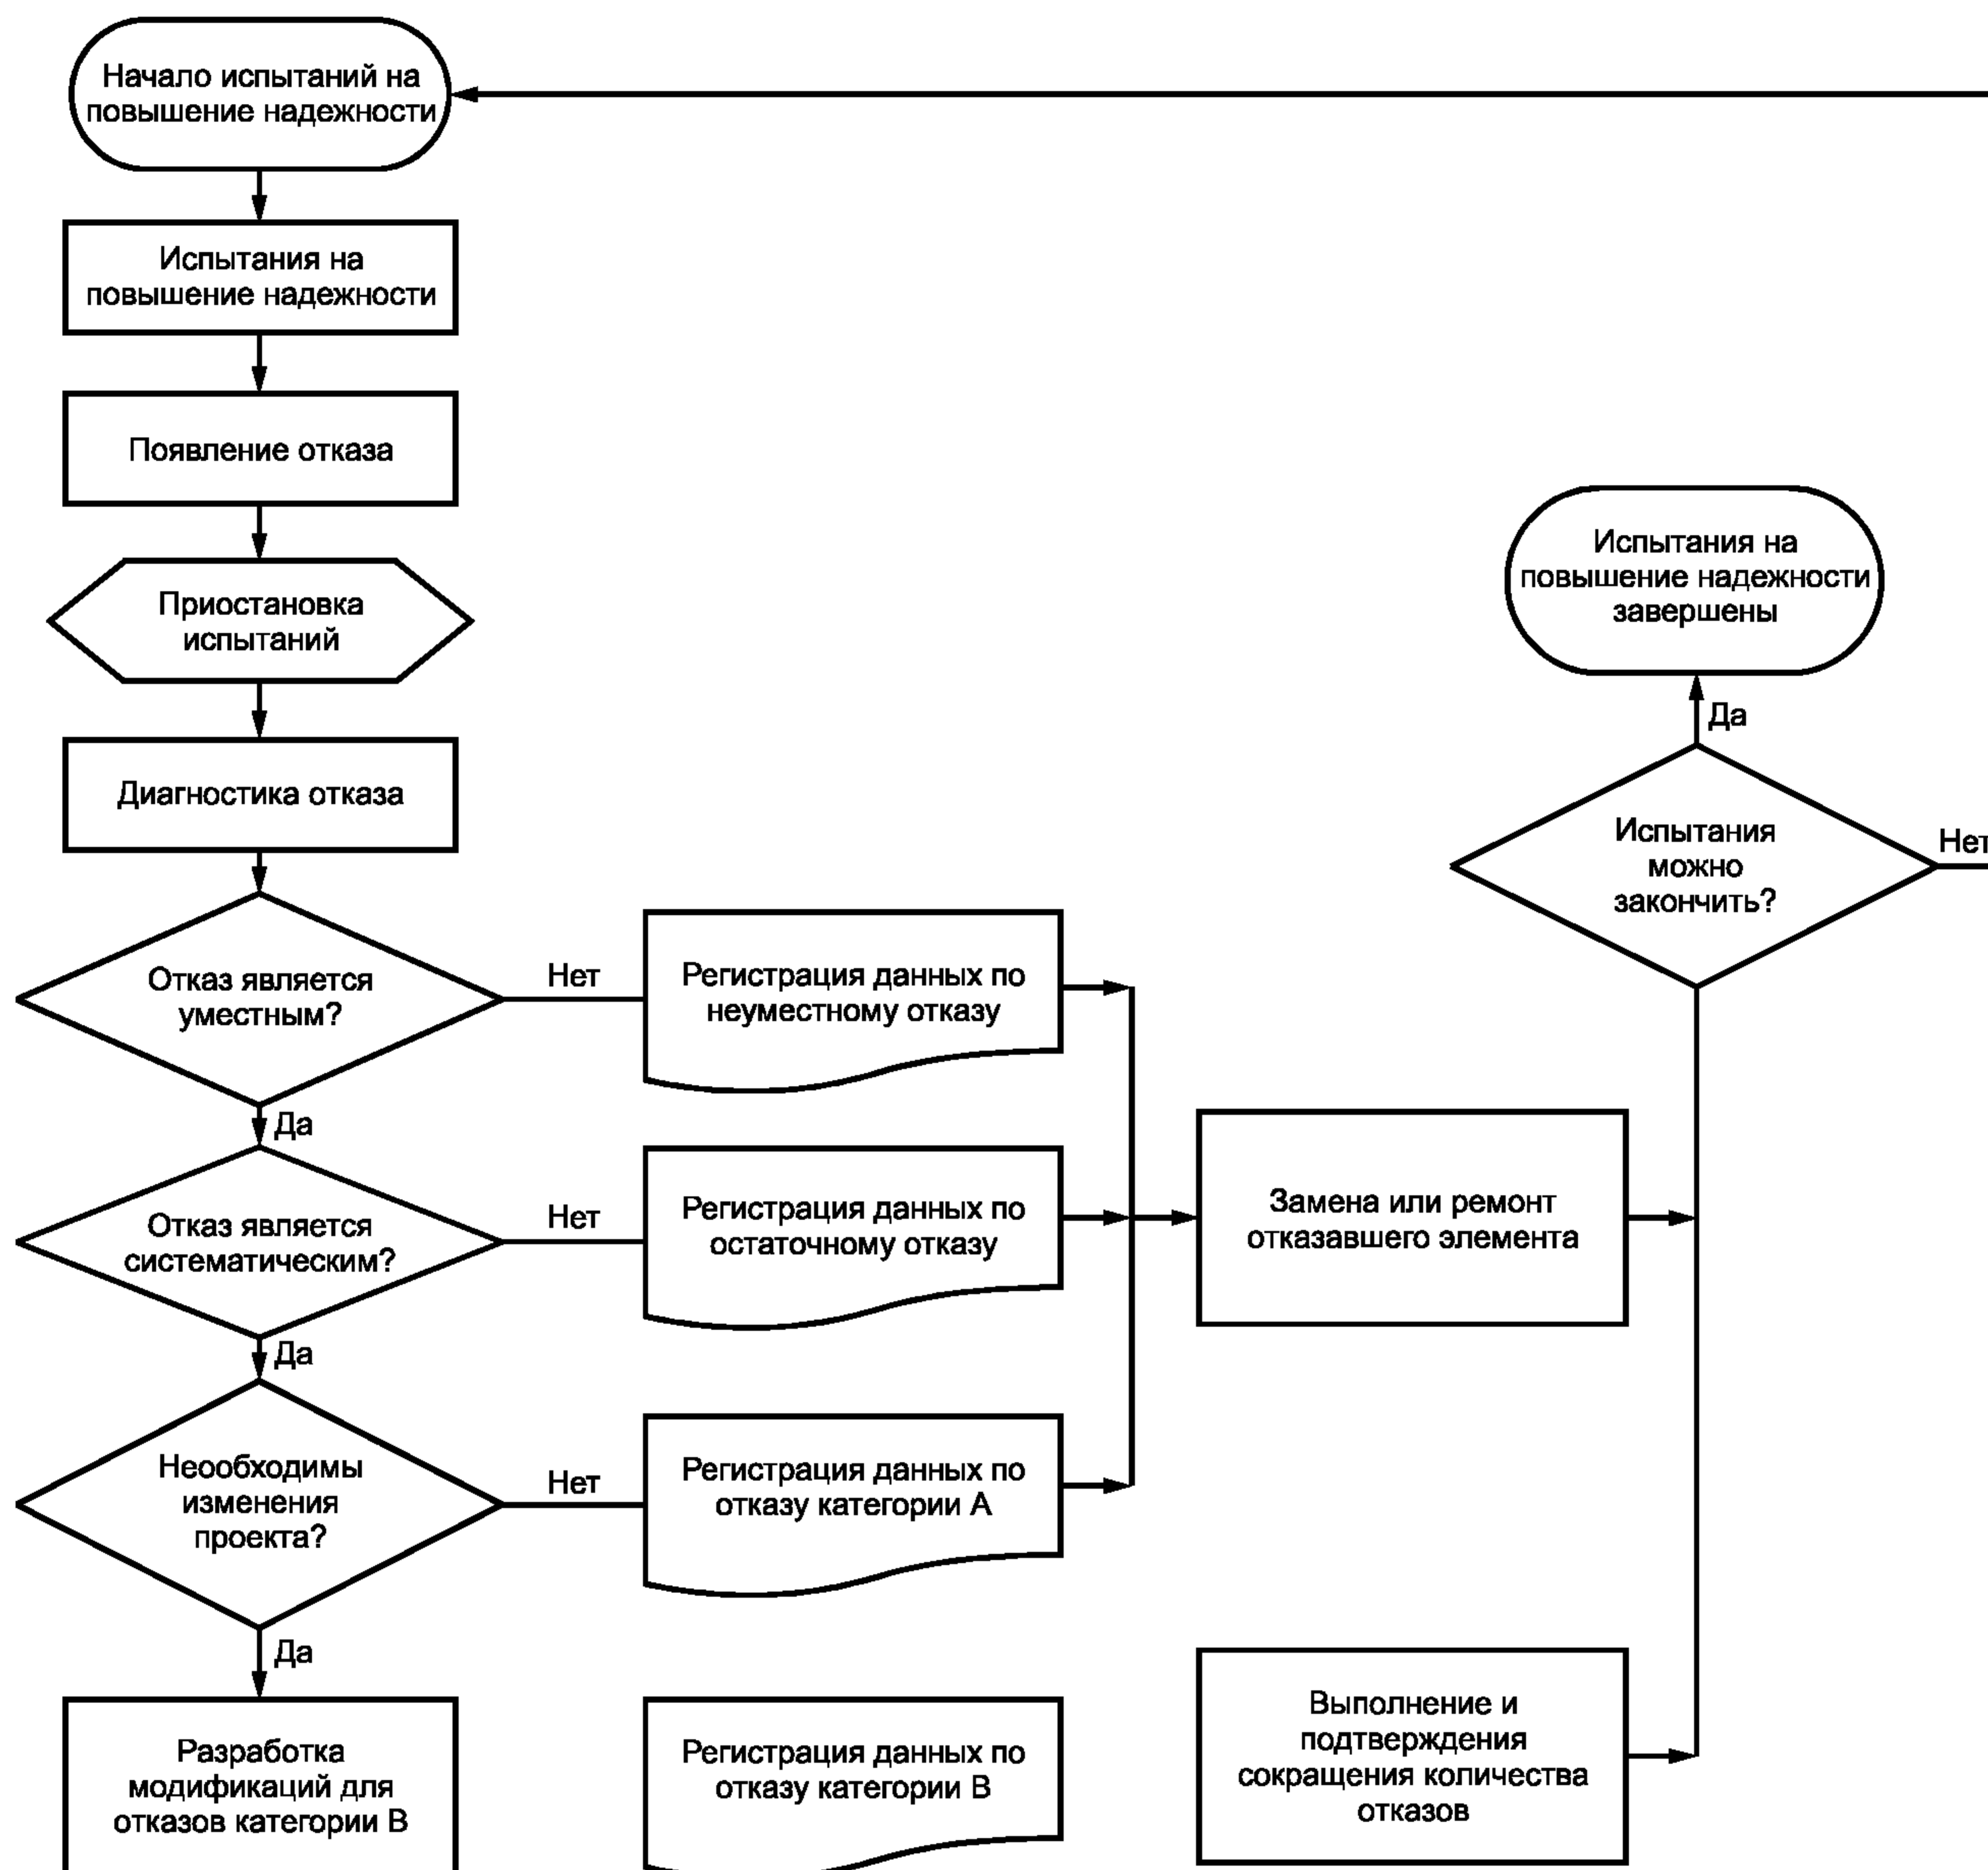 Начало испытаний на
повышение надежности
Испытания на
повышение надежности
Появление отказа
Приостановка
испытаний
Диагностика отказа
Отказ является
уместным?
Нет
Да
Регистрация данных по
неуместному отказу
Отказ является
систематическим?
Нет
Да
Регистрация данных по
остаточному отказу
Неообходимы
изменения
проекта?
Нет
Да
Регистрация данных по
отказу категории А
Разработка
модификаций для
отказов категории В
Регистрация данных по
отказу категории В
Замена или ремонт
отказавшего элемента
Выполнение и
подтверждения
сокращения количества
отказов
Испытания
можно
закончить?
Да
Нет
Испытания на
повышение надежности
завершены